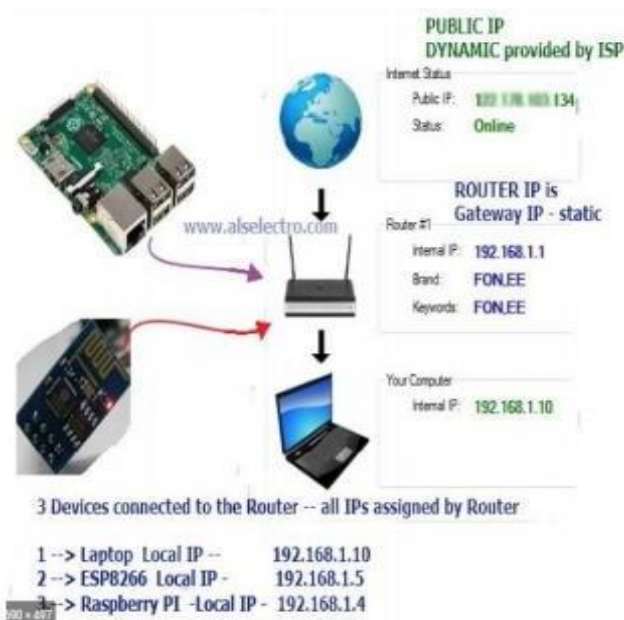 PUBLIC IP
DYNAMIC provided by ISP
Internet Status
Public IP: 134
Status: Online
www.alselectro.com
ROUTER IP is
Gateway IP - static
Router #1
Internal IP: 192.168.1.1
Brand: FON,EE
Keywords: FON,EE
Your Computer
Internal IP: 192.168.1.10
3 Devices connected to the Router -- all IPs assigned by Router
1 --> Laptop Local IP -- 192.168.1.10
2 --> ESP8266 Local IP - 192.168.1.5
3--> Raspberry PI -Local IP - 192.168.1.4
690 × 497